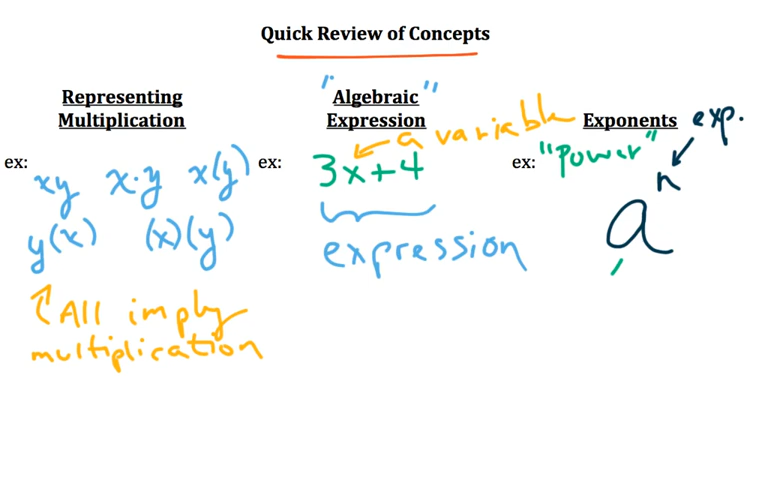 Quick Review of Concepts
Representing
Multiplication
ex:
xy x·y x(y)
y(x) (x)(y)
All imply
multiplication
"Algebraic"
Expression
a variable
ex:
3x+4
expression
Exponents
exp.
ex:
"Power"
aⁿ